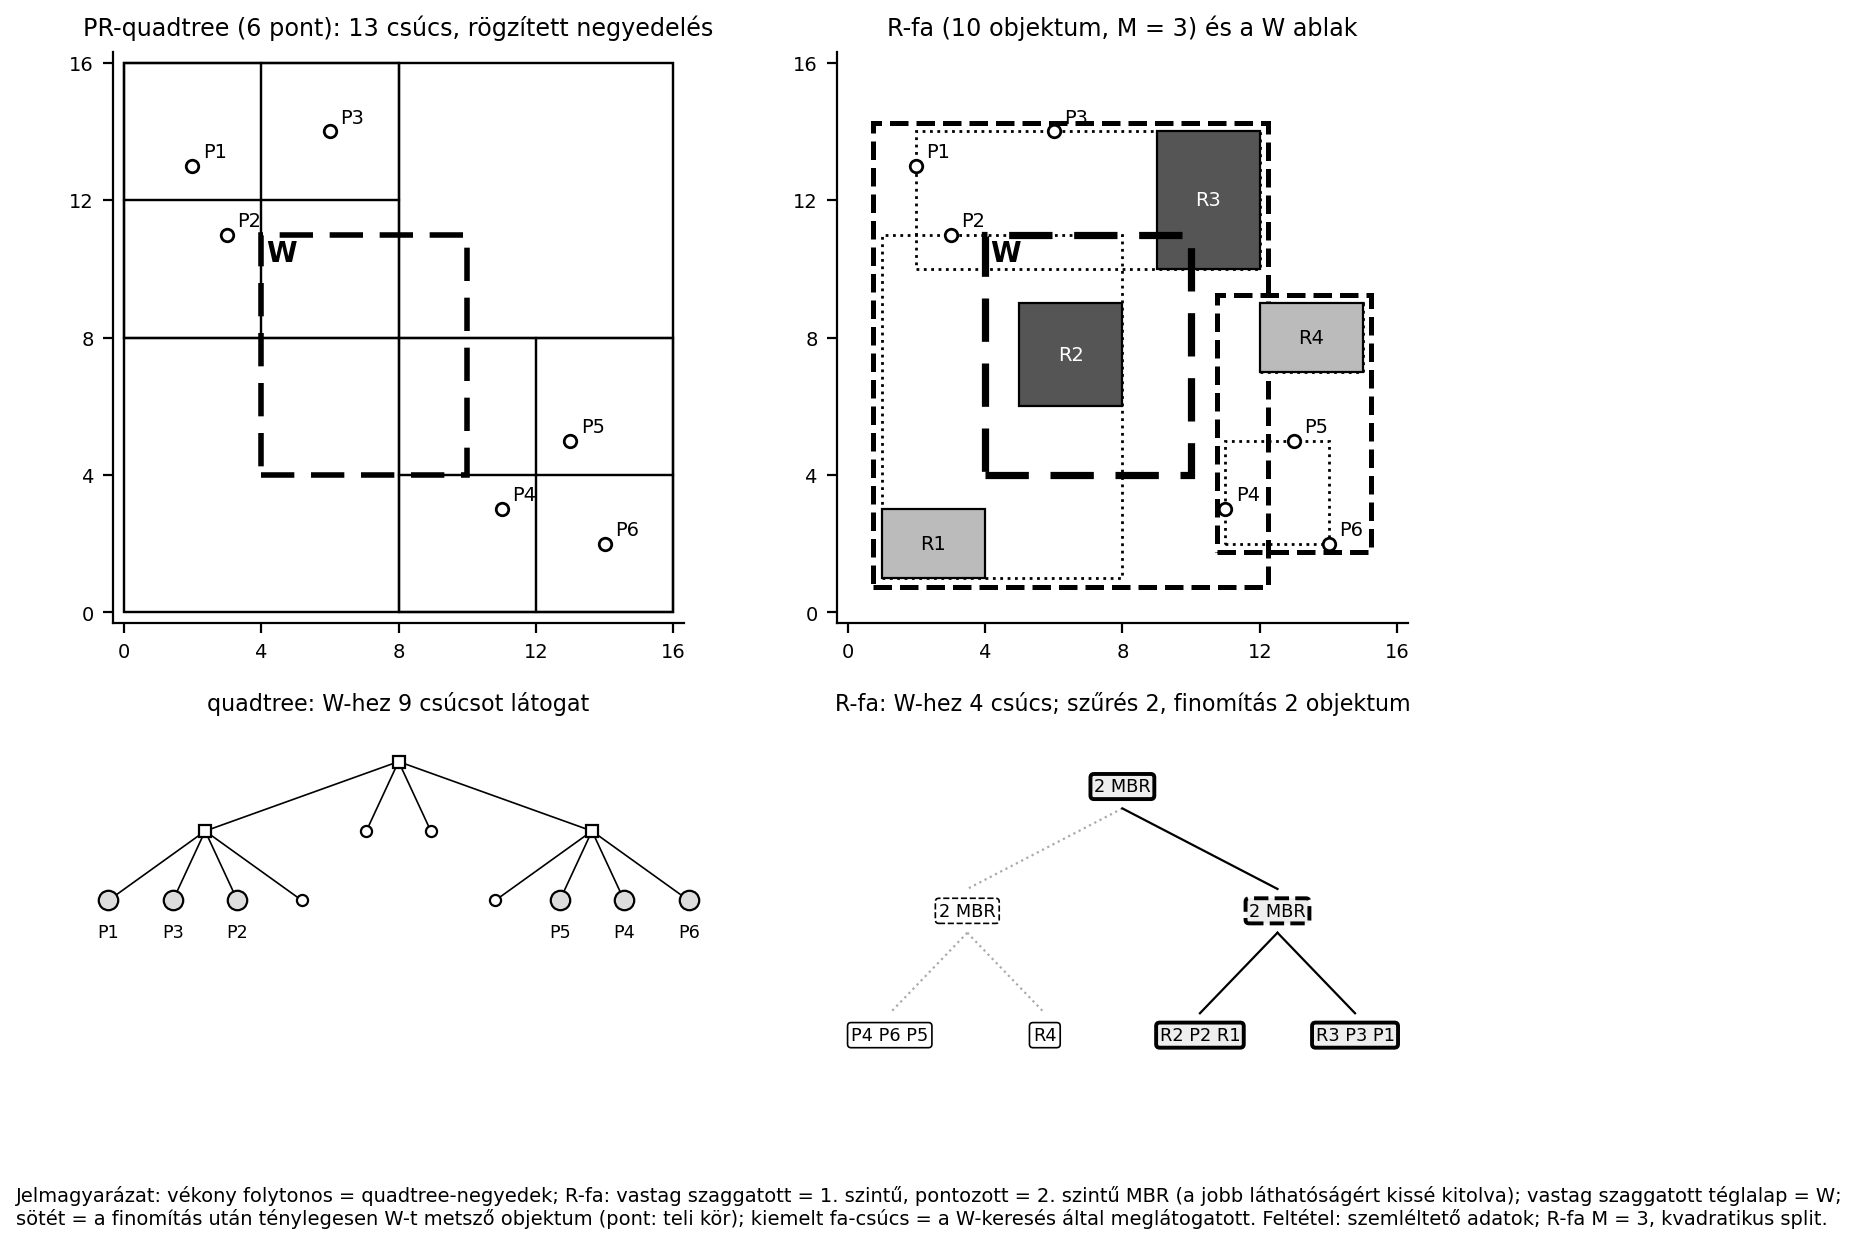 PR-quadtree (6 pont): 13 csúcs, rögzített negyedelés
16
12
8
4
0
0 4 8 12 16
P1
P3
P2
W
P5
P4
P6
R-fa (10 objektum, M = 3) és a W ablak
16
12
8
4
0
0 4 8 12 16
P3
P1
R3
P2
W
R2
R4
P5
P4
P6
R1
quadtree: W-hez 9 csúcsot látogat
P1 P3 P2 P5 P4 P6
R-fa: W-hez 4 csúcs; szűrés 2, finomítás 2 objektum
2 MBR
2 MBR 2 MBR
P4 P6 P5 R4 R2 P2 R1 R3 P3 P1
Jelmagyarázat: vékony folytonos = quadtree-negyedek; R-fa: vastag szaggatott = 1. szintű, pontozott = 2. szintű MBR (a jobb láthatóságért kissé kitolva); vastag szaggatott téglalap = W;
sötét = a finomítás után ténylegesen W-t metsző objektum (pont: teli kör); kiemelt fa-csúcs = a W-keresés által meglátogatott. Feltétel: szemléltető adatok; R-fa M = 3, kvadratikus split.